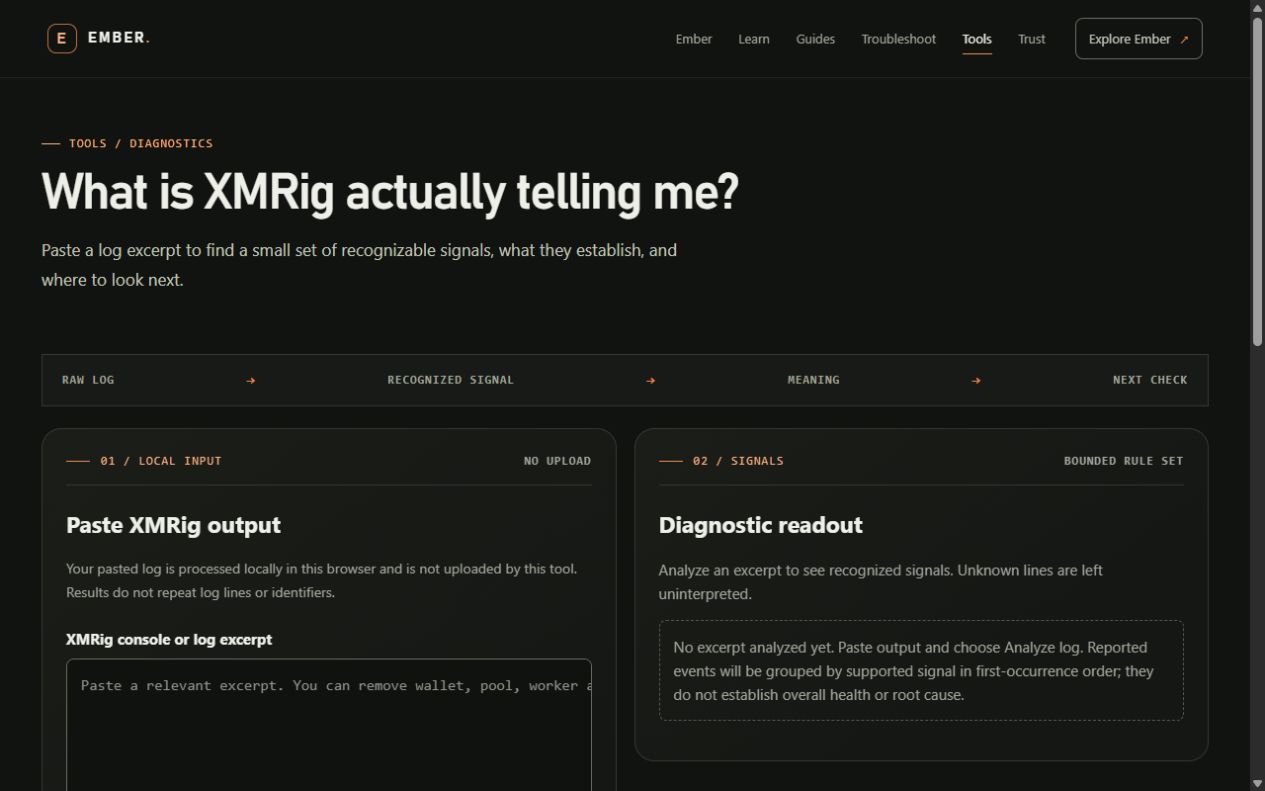 E EMBER.
Ember Learn Guides Troubleshoot Tools Trust Explore Ember ↗
TOOLS / DIAGNOSTICS
What is XMRig actually telling me?
Paste a log excerpt to find a small set of recognizable signals, what they establish, and
where to look next.
RAW LOG → RECOGNIZED SIGNAL → MEANING → NEXT CHECK
01 / LOCAL INPUT NO UPLOAD
Paste XMRig output
Your pasted log is processed locally in this browser and is not uploaded by this tool.
Results do not repeat log lines or identifiers.
XMRig console or log excerpt
Paste a relevant excerpt. You can remove wallet, pool, worker
02 / SIGNALS BOUNDED RULE SET
Diagnostic readout
Analyze an excerpt to see recognized signals. Unknown lines are left
uninterpreted.
No excerpt analyzed yet. Paste output and choose Analyze log. Reported
events will be grouped by supported signal in first-occurrence order; they
do not establish overall health or root cause.